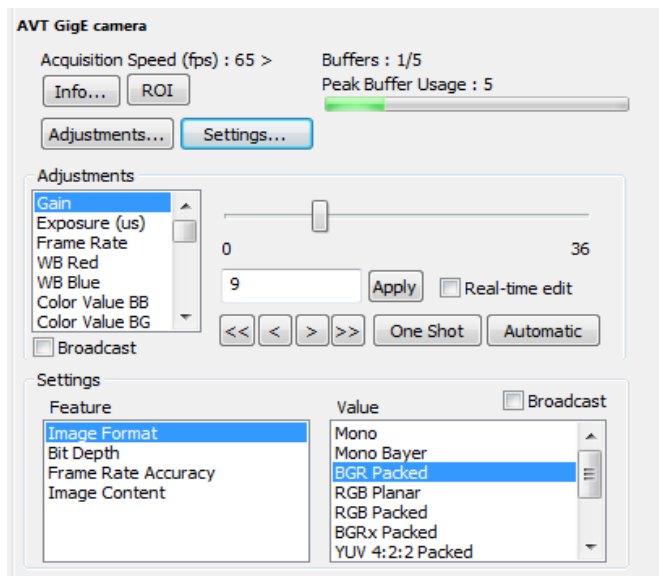 AVT GigE camera
Acquisition Speed (fps) : 65 >
Buffers : 1/5
Info...
ROI
Peak Buffer Usage : 5
Adjustments...
Settings...
Adjustments
Gain
Exposure (us)
Frame Rate
WB Red
WB Blue
Color Value BB
Color Value BG
Broadcast
0
36
9
Apply
Real-time edit
<<
<
>
>>
One Shot
Automatic
Settings
Feature
Image Format
Bit Depth
Frame Rate Accuracy
Image Content
Value
Broadcast
Mono
Mono Bayer
BGR Packed
RGB Planar
RGB Packed
BGRx Packed
YUV 4:2:2 Packed